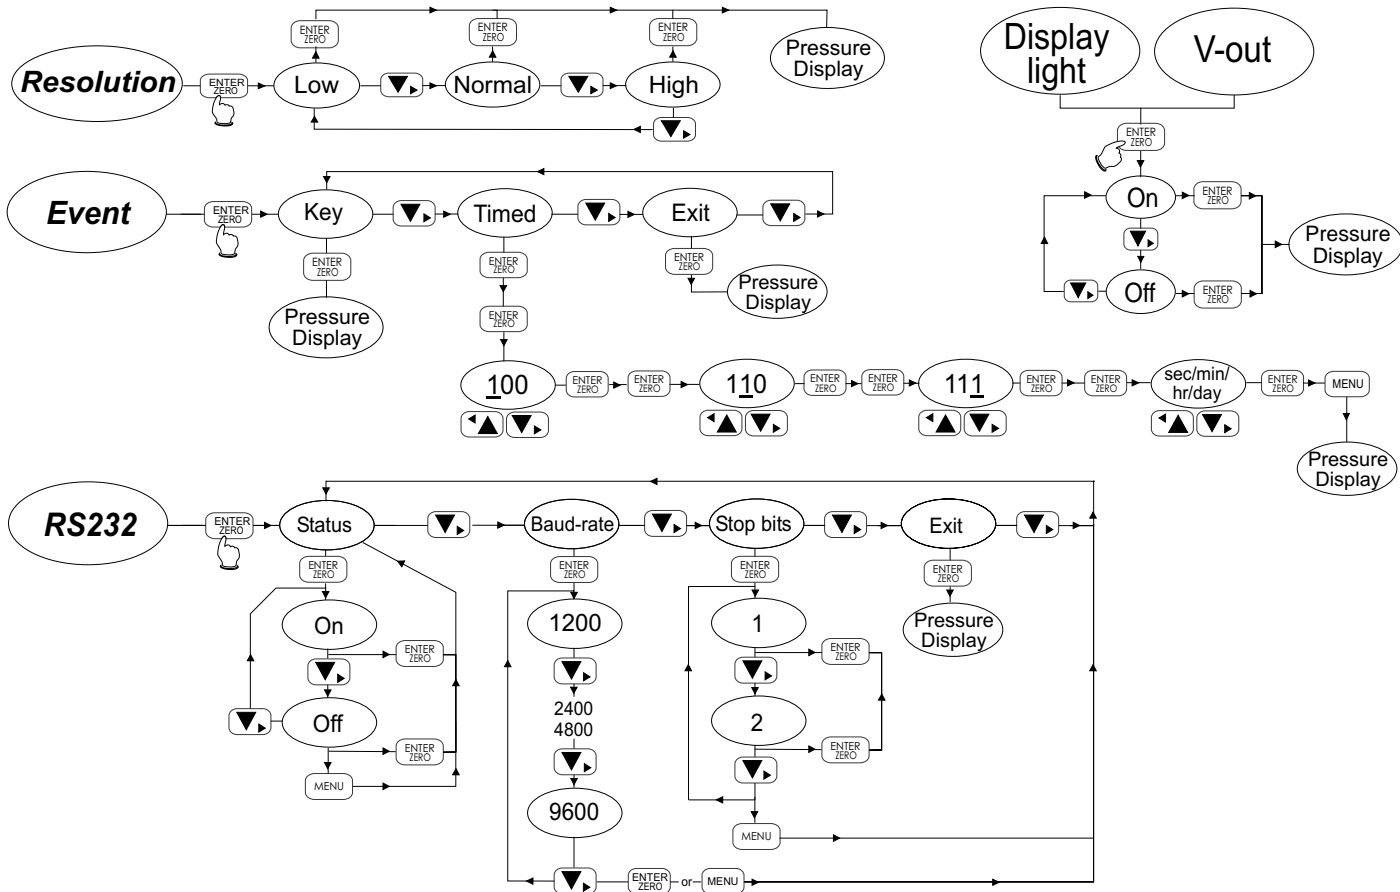 Resolution
ENTER
ZERO
Low
ENTER
ZERO
Normal
ENTER
ZERO
High
ENTER
ZERO
Pressure
Display
Display
light
V-out
ENTER
ZERO
On
ENTER
ZERO
Off
ENTER
ZERO
Pressure
Display
Event
ENTER
ZERO
Key
Timed
Exit
ENTER
ZERO
Pressure
Display
ENTER
ZERO
ENTER
ZERO
ENTER
ZERO
Pressure
Display
100
ENTER
ZERO
ENTER
ZERO
110
ENTER
ZERO
ENTER
ZERO
111
ENTER
ZERO
ENTER
ZERO
sec/min/
hr/day
ENTER
ZERO
MENU
Pressure
Display
RS232
ENTER
ZERO
Status
Baud-rate
Stop bits
Exit
ENTER
ZERO
On
ENTER
ZERO
Off
ENTER
ZERO
MENU
ENTER
ZERO
1200
2400
4800
9600
ENTER
ZERO
or
MENU
ENTER
ZERO
1
ENTER
ZERO
2
ENTER
ZERO
MENU
ENTER
ZERO
Pressure
Display